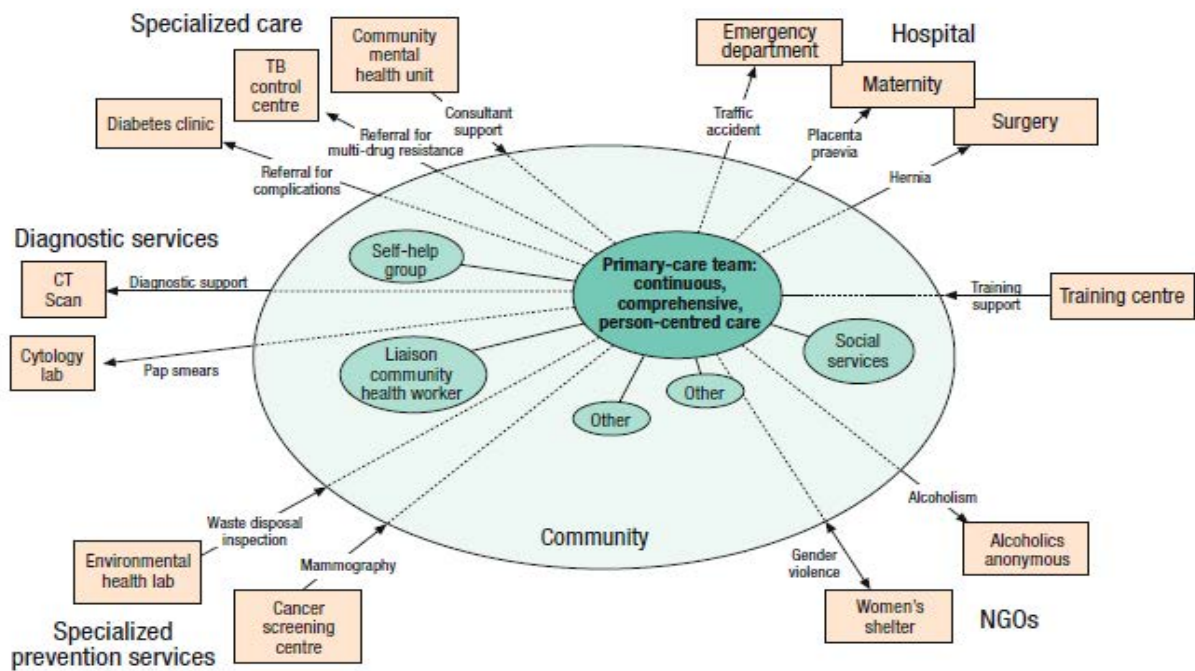 Specialized care
Community
mental
health unit
TB
control
centre
Diabetes clinic
Consultant
support
Referral for
multi-drug resistance
Referral for
complications
Emergency
department
Hospital
Maternity
Surgery
Traffic
accident
Placenta
praevia
Hernia
Diagnostic services
CT
Scan
Diagnostic support
Cytology
lab
Pap smears
Self-help
group
Primary-care team:
continuous,
comprehensive,
person-centred care
Training
support
Training centre
Liaison
community
health worker
Social
services
Other
Other
Community
Waste disposal
inspection
Environmental
health lab
Mammography
Cancer
screening
centre
Specialized
prevention services
Alcoholism
Alcoholics
anonymous
Gender
violence
Women's
shelter
NGOs